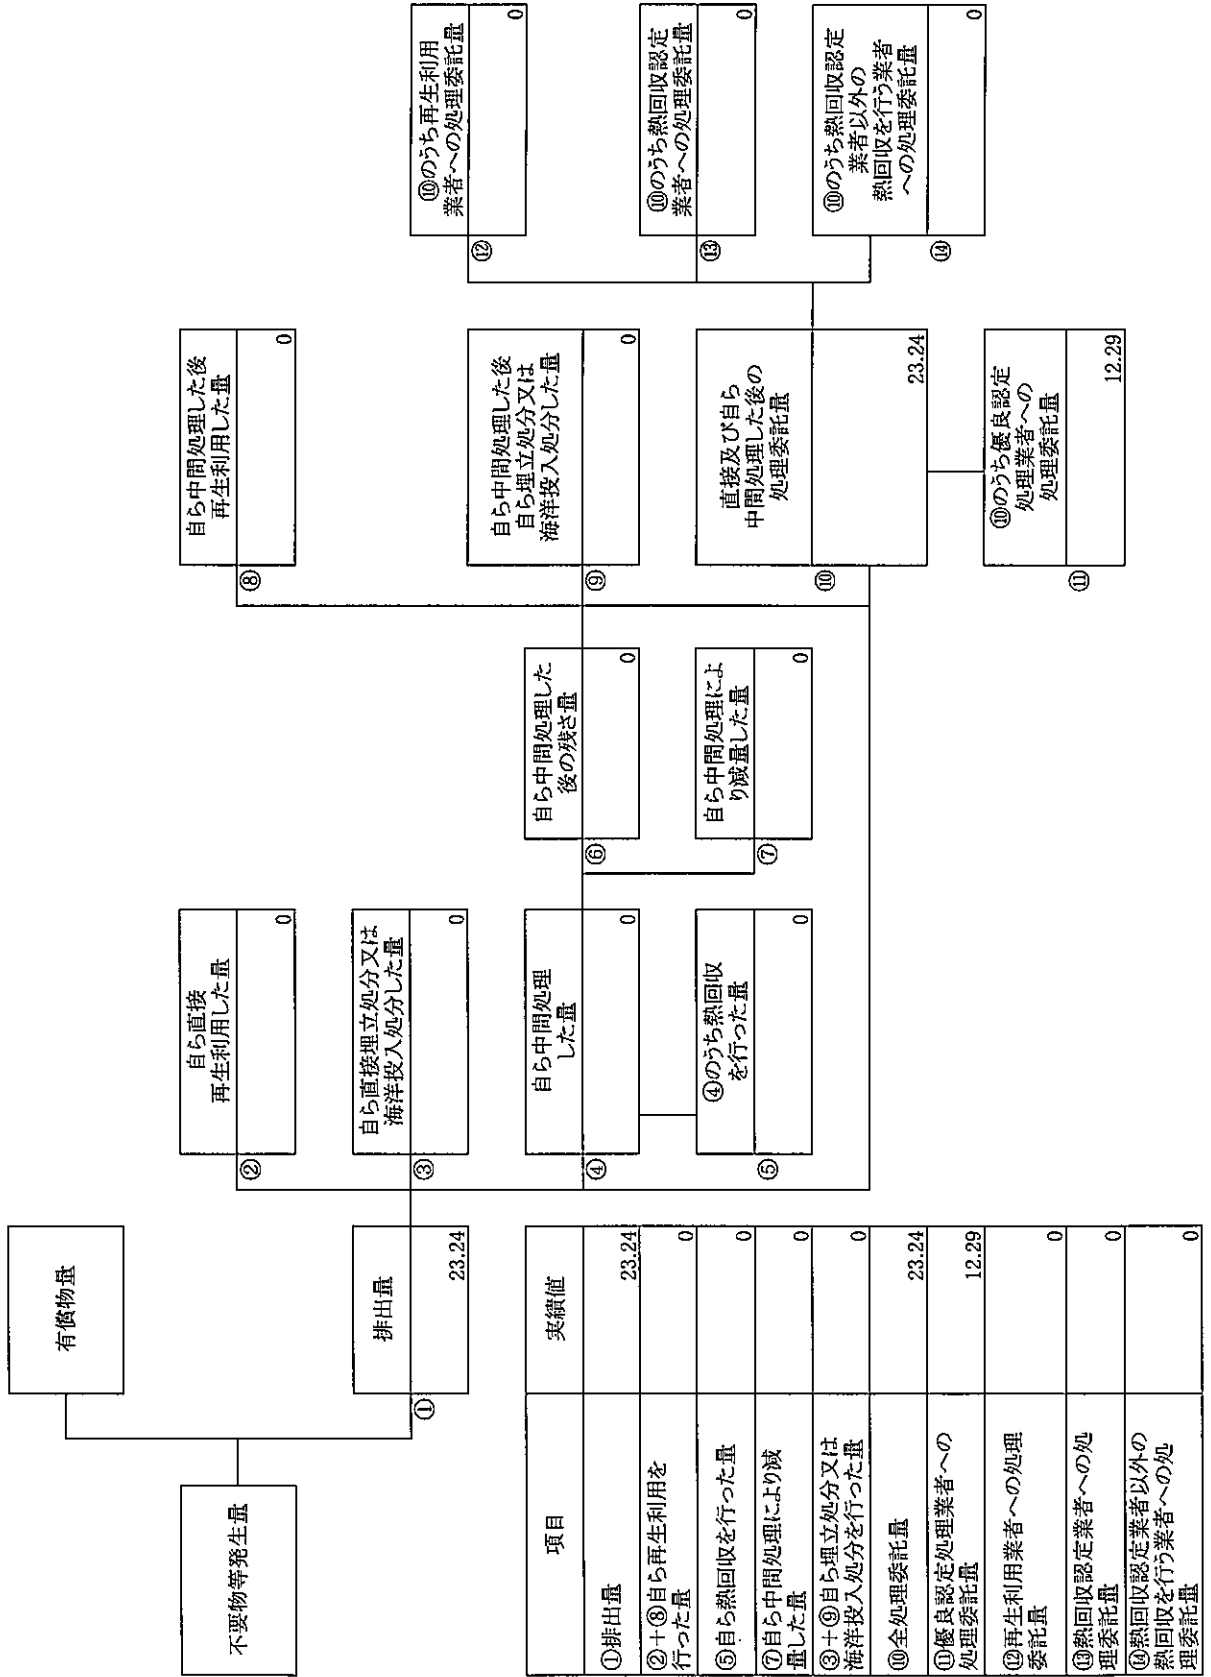 不要物等発生量
有償物量
①
排出量
23.24
②
自ら直接
再生利用した量
0
③
自ら直接埋立処分又は
海洋投入処分した量
0
④
自ら中間処理
した量
0
⑤
④のうち熱回収
を行った量
0
⑥
自ら中間処理した
後の残さ量
0
⑦
自ら中間処理によ
り減量した量
0
⑧
自ら中間処理した後
再生利用した量
0
⑨
自ら中間処理した後
自ら埋立処分又は
海洋投入処分した量
0
⑩
直接及び自ら
中間処理した後の
処理委託量
23.24
⑪
⑩のうち優良認定
処理業者への
処理委託量
12.29
⑫
⑩のうち再生利用
業者への処理委託量
0
⑬
⑩のうち熱回収認定
業者への処理委託量
0
⑭
⑩のうち熱回収認定
業者以外の
熱回収を行う業者
への処理委託量
0
項目 実績値
①排出量 23.24
②+⑧自ら再生利用を
行った量 0
⑤自ら熱回収を行った量 0
⑦自ら中間処理により減
量した量 0
③+⑨自ら埋立処分又は
海洋投入処分を行った量 0
⑩全処理委託量 23.24
⑪優良認定処理業者への
処理委託量 12.29
⑫再生利用業者への処理
委託量 0
⑬熱回収認定業者への処
理委託量 0
⑭熱回収認定業者以外の
熱回収を行う業者への処
理委託量 0